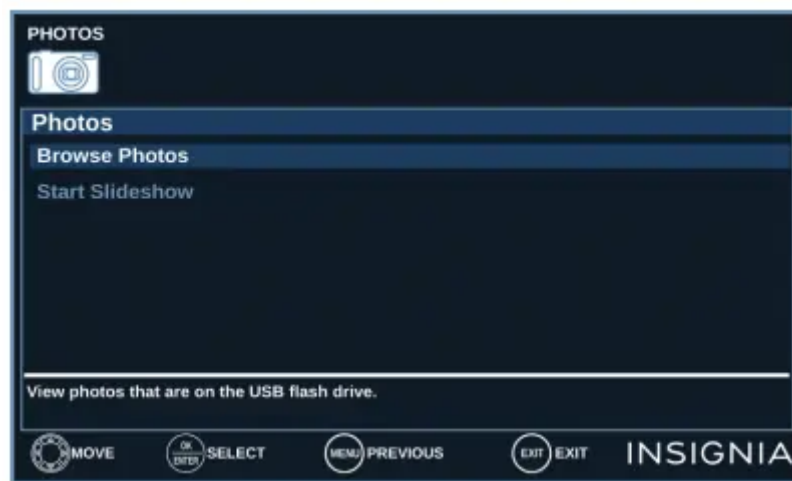 PHOTOS
Photos
Browse Photos
Start Slideshow
View photos that are on the USB flash drive.
MOVE OK ENTER SELECT MENU PREVIOUS EXIT EXIT INSIGNIA